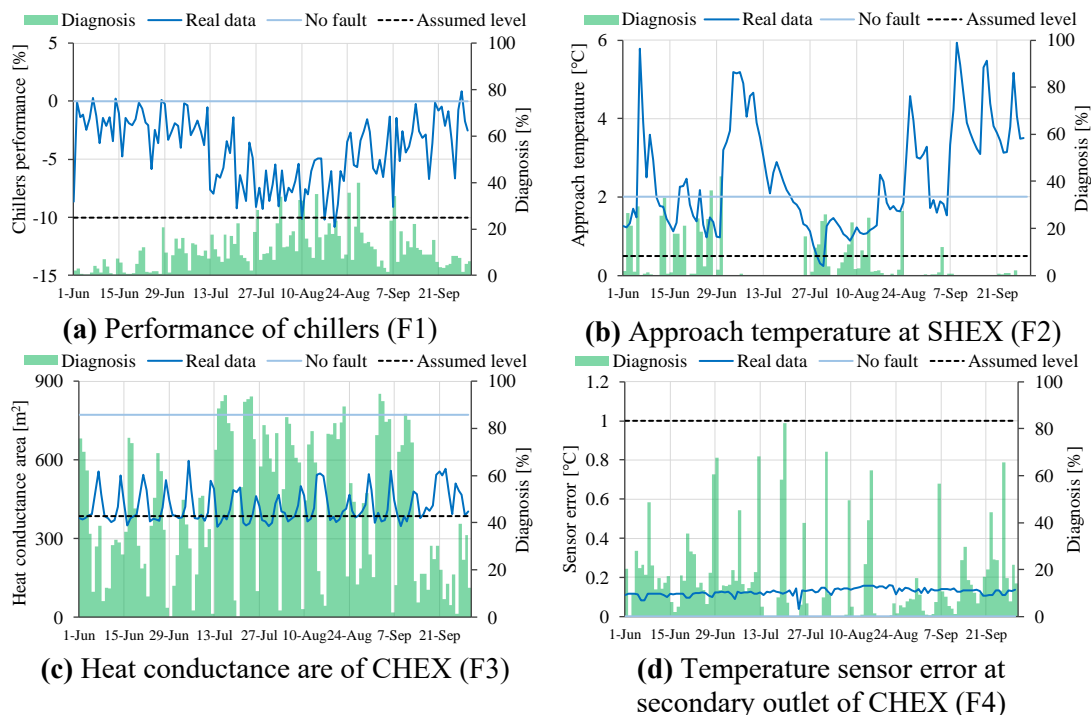 Diagnosis Real data No fault Assumed level
5 100
0 80
-5 60
-10 40
-15 20
0
Chillers performance [%]
Diagnosis [%]
1-Jun 15-Jun 29-Jun 13-Jul 27-Jul 10-Aug 24-Aug 7-Sep 21-Sep
(a) Performance of chillers (F1)
Diagnosis Real data No fault Assumed level
6 100
4 80
2 60
0 40
20
0
Approach temperature [°C]
Diagnosis [%]
1-Jun 15-Jun 29-Jun 13-Jul 27-Jul 10-Aug 24-Aug 7-Sep 21-Sep
(b) Approach temperature at SHEX (F2)
Diagnosis Real data No fault Assumed level
900 100
600 80
300 60
0 40
20
0
Heat conductance area [m²]
Diagnosis [%]
1-Jun 15-Jun 29-Jun 13-Jul 27-Jul 10-Aug 24-Aug 7-Sep 21-Sep
(c) Heat conductance are of CHEX (F3)
Diagnosis Real data No fault Assumed level
1.2 100
1 80
0.8 60
0.6 40
0.4 20
0.2 0
0
Sensor error [°C]
Diagnosis [%]
1-Jun 15-Jun 29-Jun 13-Jul 27-Jul 10-Aug 24-Aug 7-Sep 21-Sep
(d) Temperature sensor error at
secondary outlet of CHEX (F4)